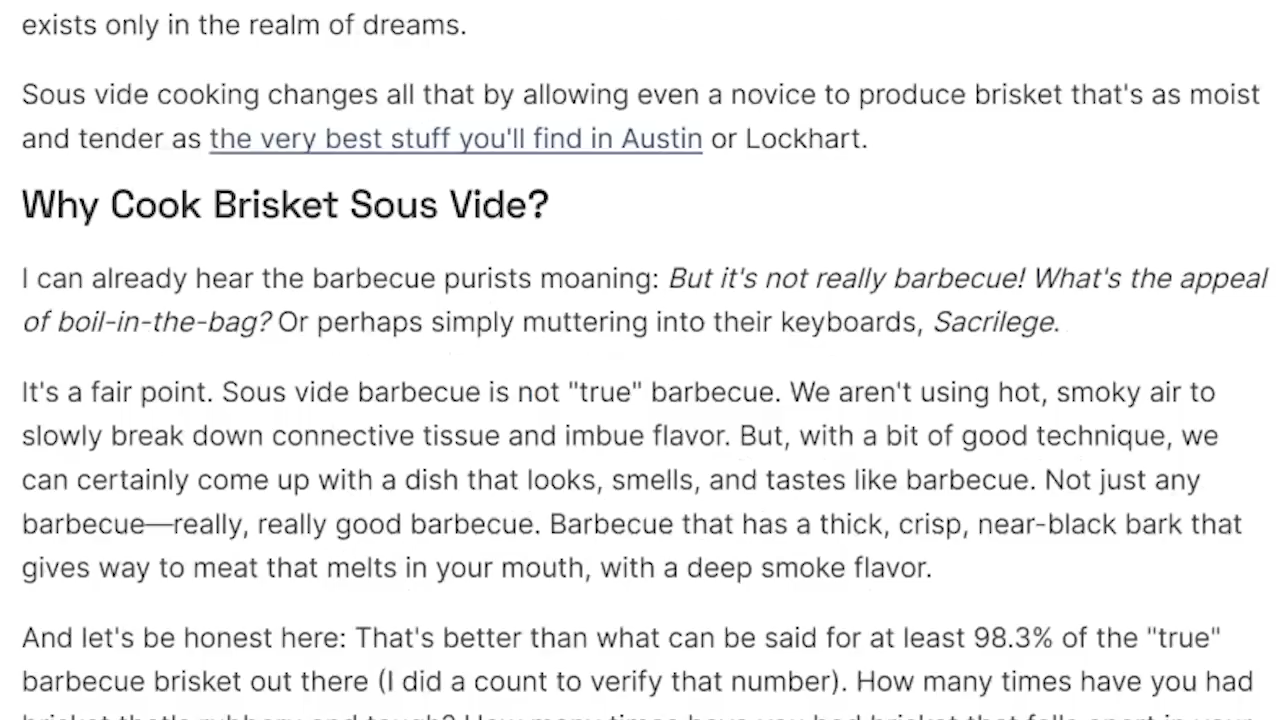 exists only in the realm of dreams.
Sous vide cooking changes all that by allowing even a novice to produce brisket that's as moist
and tender as the very best stuff you'll find in Austin or Lockhart.
Why Cook Brisket Sous Vide?
I can already hear the barbecue purists moaning: But it's not really barbecue! What's the appeal
of boil-in-the-bag? Or perhaps simply muttering into their keyboards, Sacrilege.
It's a fair point. Sous vide barbecue is not "true" barbecue. We aren't using hot, smoky air to
slowly break down connective tissue and imbue flavor. But, with a bit of good technique, we
can certainly come up with a dish that looks, smells, and tastes like barbecue. Not just any
barbecue—really, really good barbecue. Barbecue that has a thick, crisp, near-black bark that
gives way to meat that melts in your mouth, with a deep smoke flavor.
And let's be honest here: That's better than what can be said for at least 98.3% of the "true"
barbecue brisket out there (I did a count to verify that number). How many times have you had